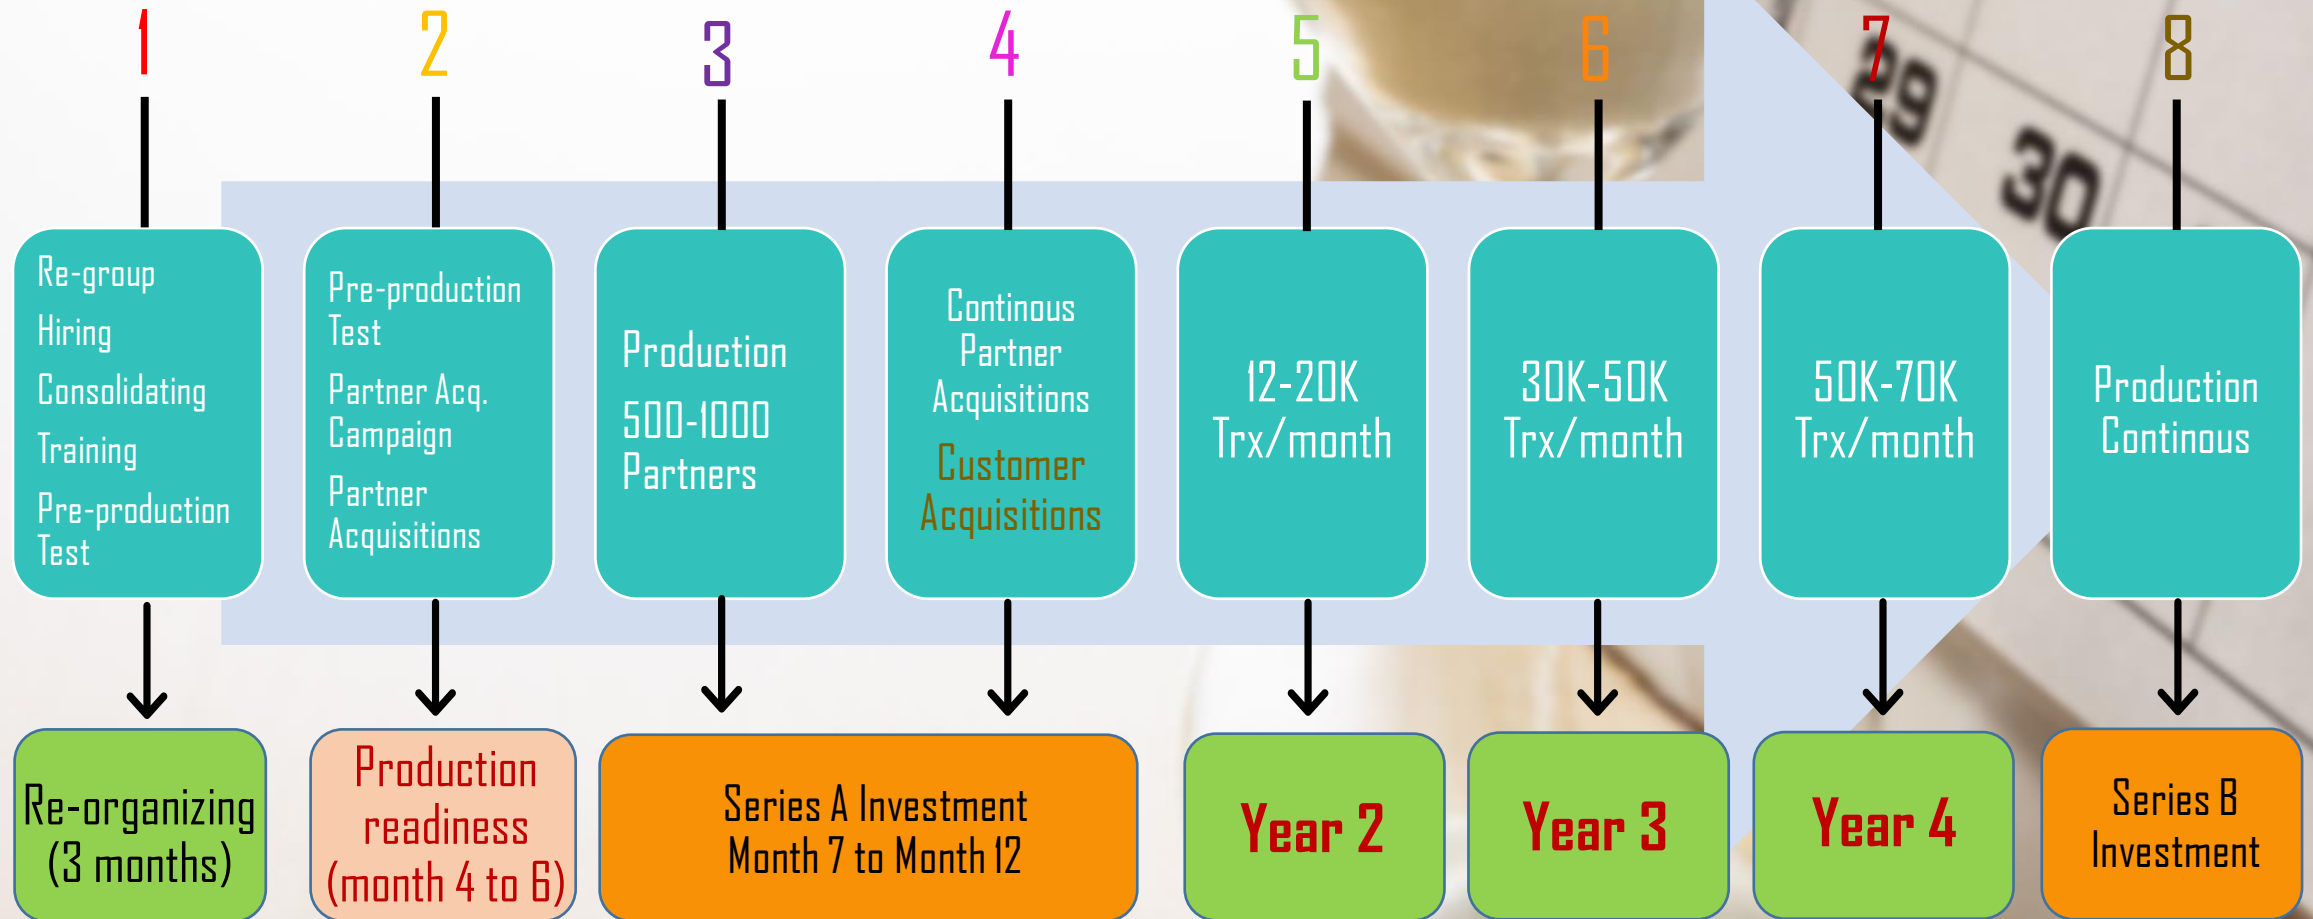 1
2
3
4
5
6
7
8
29
30
Re-group
Hiring
Consolidating
Training
Pre-production
Test
Pre-production
Test
Partner Acq.
Campaign
Partner
Acquisitions
Production
500-1000
Partners
Continous
Partner
Acquisitions
Customer
Acquisitions
12-20K
Trx/month
30K-50K
Trx/month
50K-70K
Trx/month
Production
Continous
Re-organizing
(3 months)
Production
readiness
(month 4 to 6)
Series A Investment
Month 7 to Month 12
Year 2
Year 3
Year 4
Series B
Investment